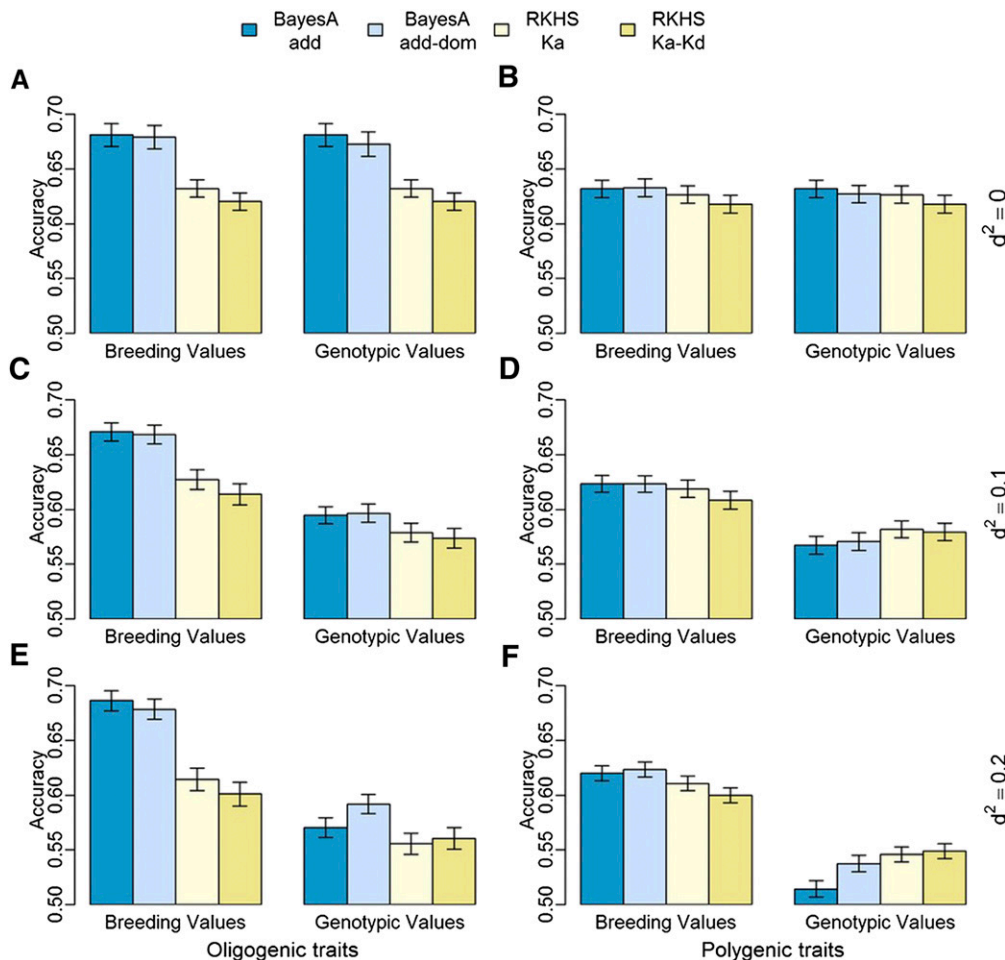 BayesA add
BayesA add-dom
RKHS Ka
RKHS Ka-Kd
A
0.70
0.65
0.60
0.55
0.50
Accuracy
Breeding Values
Genotypic Values
B
0.70
0.65
0.60
0.55
0.50
Accuracy
Breeding Values
Genotypic Values
d² = 0
C
0.70
0.65
0.60
0.55
0.50
Accuracy
Breeding Values
Genotypic Values
D
0.70
0.65
0.60
0.55
0.50
Accuracy
Breeding Values
Genotypic Values
d² = 0.1
E
0.70
0.65
0.60
0.55
0.50
Accuracy
Breeding Values
Genotypic Values
Oligogenic traits
F
0.70
0.65
0.60
0.55
0.50
Accuracy
Breeding Values
Genotypic Values
Polygenic traits
d² = 0.2